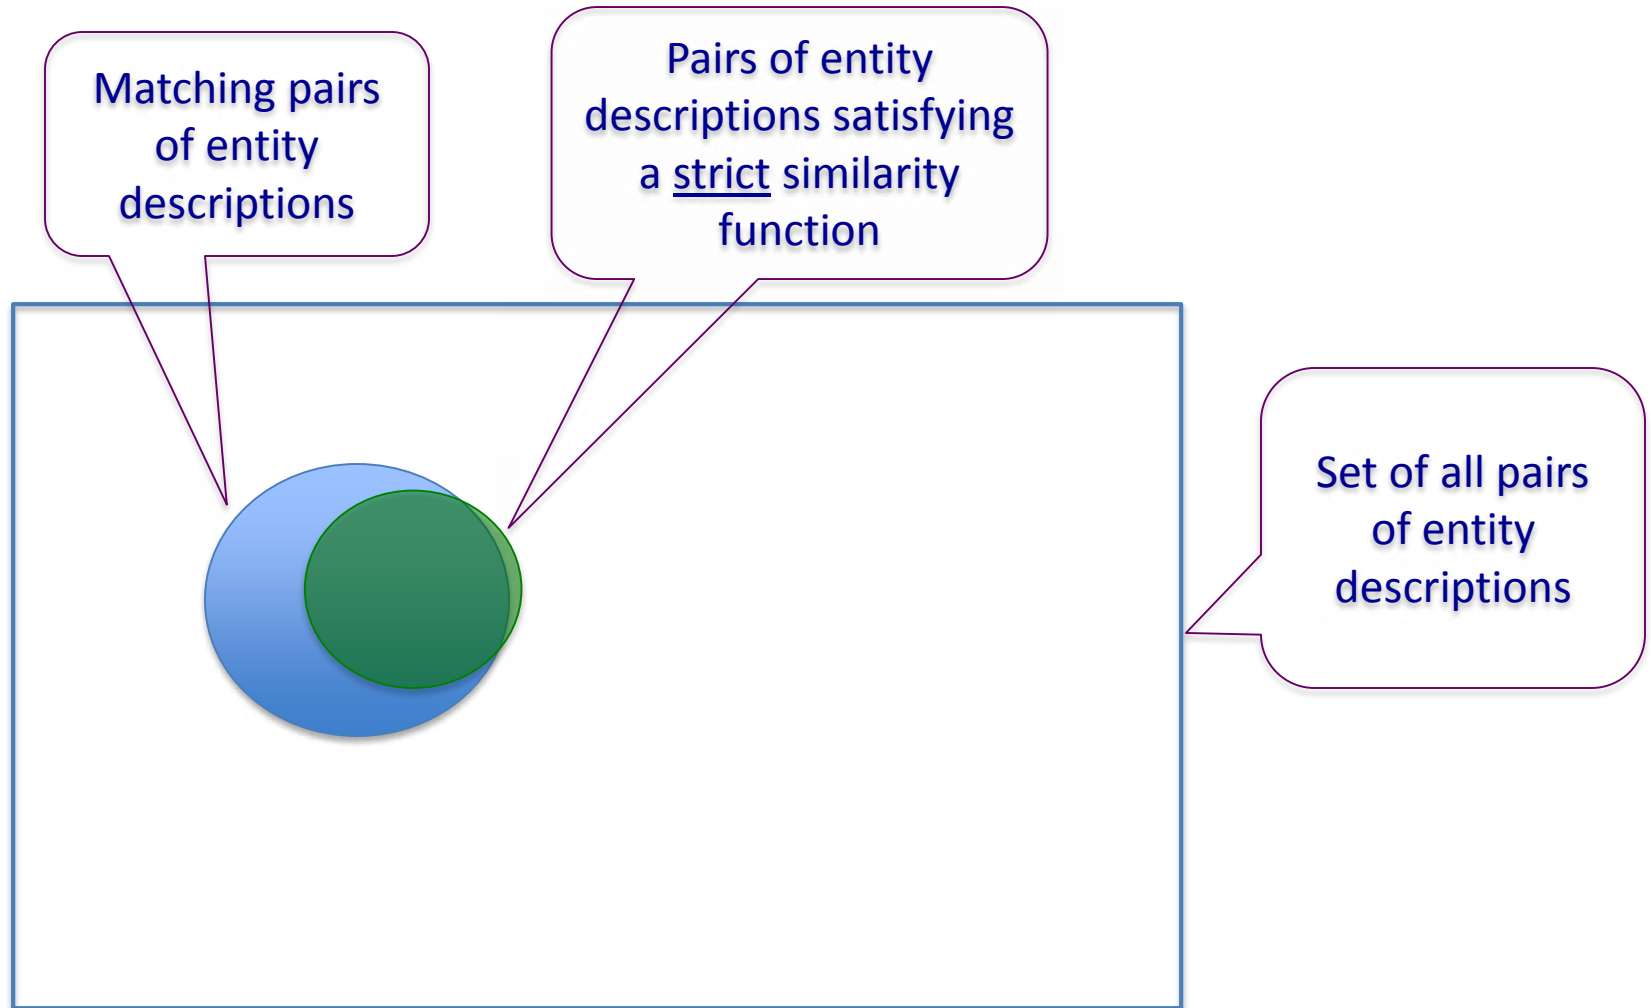 Matching pairs
of entity
descriptions
Pairs of entity
descriptions satisfying
a strict similarity
function
Set of all pairs
of entity
descriptions